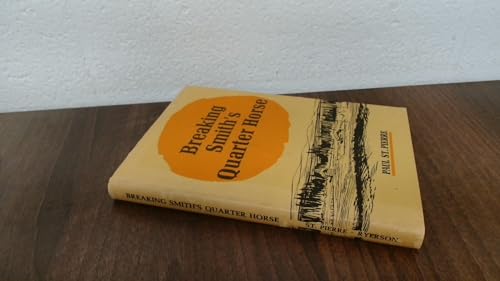 Breaking
Smith's
Quarter Horse
PAUL ST. PIERRE
BREAKING SMITH'S QUARTER HORSE ST. PIERRE RYERSON